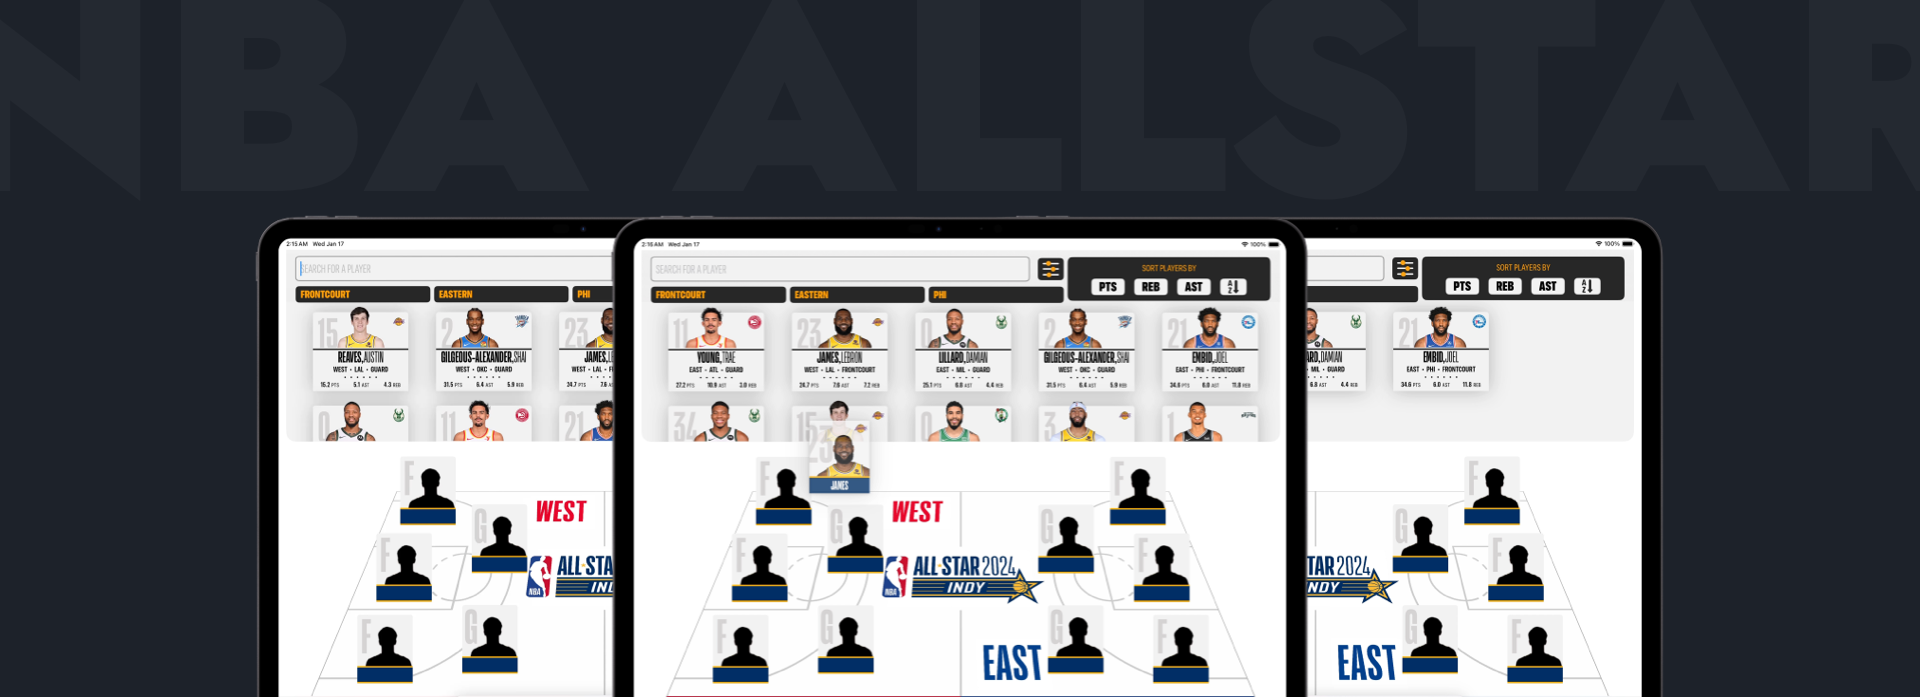 NBA ALLSTAR
2:15 AM Wed Jan 17
SEARCH FOR A PLAYER
FRONTCOURT EASTERN PHI
15
REAVES, AUSTIN
WEST • LAL • GUARD
15.2 PTS 5.1 AST 4.3 REB
2
GILGEOUS-ALEXANDER, SHAI
WEST • OKC • GUARD
31.5 PTS 6.4 AST 5.9 REB
23
JAMES, L
WEST • LAL
24.7 PTS 7.6
0
11
21
F
G
F
F
G
WEST
NBA
ALL STA
IN
2:15 AM Wed Jan 17
100%
SEARCH FOR A PLAYER
SORT PLAYERS BY
PTS REB AST A Z
FRONTCOURT EASTERN PHI
11
YOUNG, TRAE
EAST • ATL • GUARD
27.2 PTS 10.9 AST 3.0 REB
23
JAMES, LEBRON
WEST • LAL • FRONTCOURT
24.7 PTS 7.6 AST 7.2 REB
0
LILLARD, DAMIAN
EAST • MIL • GUARD
25.1 PTS 6.8 AST 4.4 REB
2
GILGEOUS-ALEXANDER, SHAI
WEST • OKC • GUARD
31.5 PTS 6.4 AST 5.9 REB
21
EMBIID, JOEL
EAST • PHI • FRONTCOURT
34.6 PTS 6.0 AST 11.8 REB
34
15
0
3
1
23
JAMES
F
G
F
F
G
WEST
NBA
ALL STAR 2024
INDY
F
G
F
G
F
EAST
100%
SORT PLAYERS BY
PTS REB AST A Z
ARD, DAMIAN
MIL • GUARD
6.8 AST 4.4 REB
21
EMBIID, JOEL
EAST • PHI • FRONTCOURT
34.6 PTS 6.0 AST 11.8 REB
TAR 2024
INDY
F
G
F
G
F
EAST